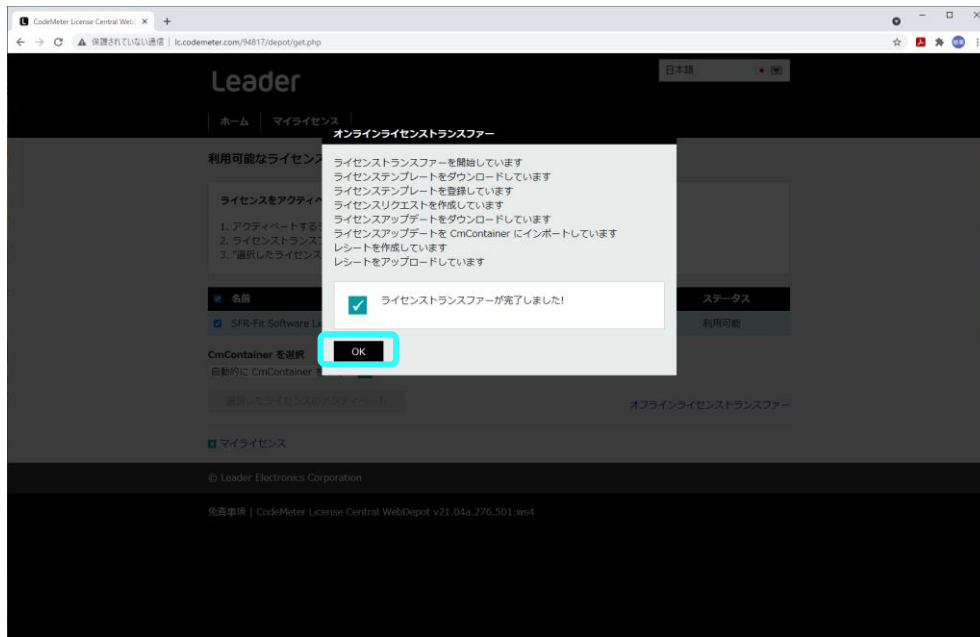 CodeMeter License Central Web
保護されていない通信 | lc.codemeter.com/94817/depot/get.php
Leader
日本語
ホーム マイライセンス
オンラインライセンストランスファー
利用可能なライセンス
ライセンストランスファーを開始しています
ライセンステンプレートをダウンロードしています
ライセンステンプレートを登録しています
ライセンスリクエストを作成しています
ライセンスアップデートをダウンロードしています
ライセンスアップデートを CmContainer にインポートしています
レシートを作成しています
レシートをアップロードしています
ライセンスをアクティベ
1. アクティベートする
2. ライセンストランスフ
3. "選択したライセンス
ライセンストランスファーが完了しました!
名前 ステータス
SFR-Fit Software Li 利用可能
OK
CmContainer を選択
自動的に CmContainer を
選択したライセンスのアクティベート
オフラインライセンストランスファー
マイライセンス
© Leader Electronics Corporation
免責事項 | CodeMeter License Central WebDepot v21.04a.276.501.ws4